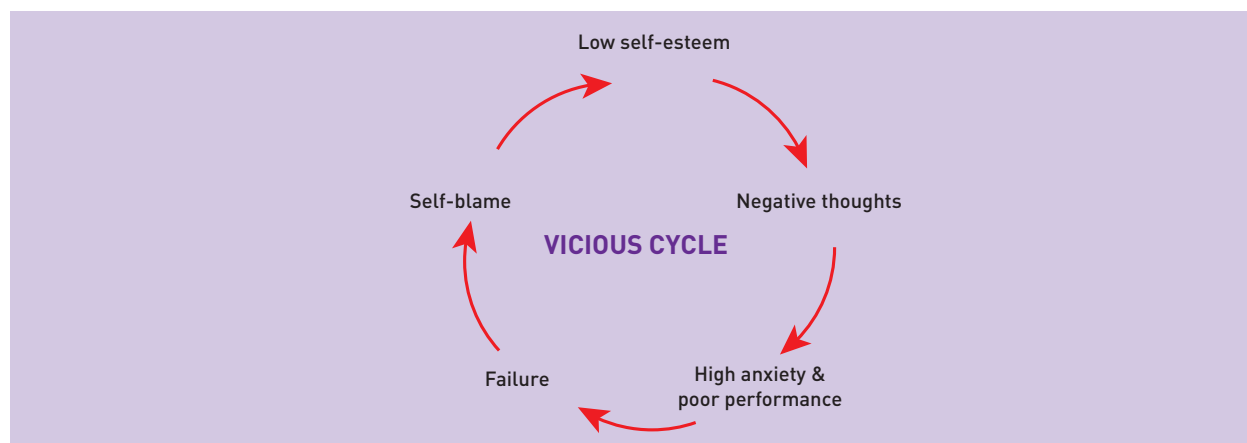 Low self-esteem
Negative thoughts
High anxiety &
poor performance
Failure
Self-blame
VICIOUS CYCLE